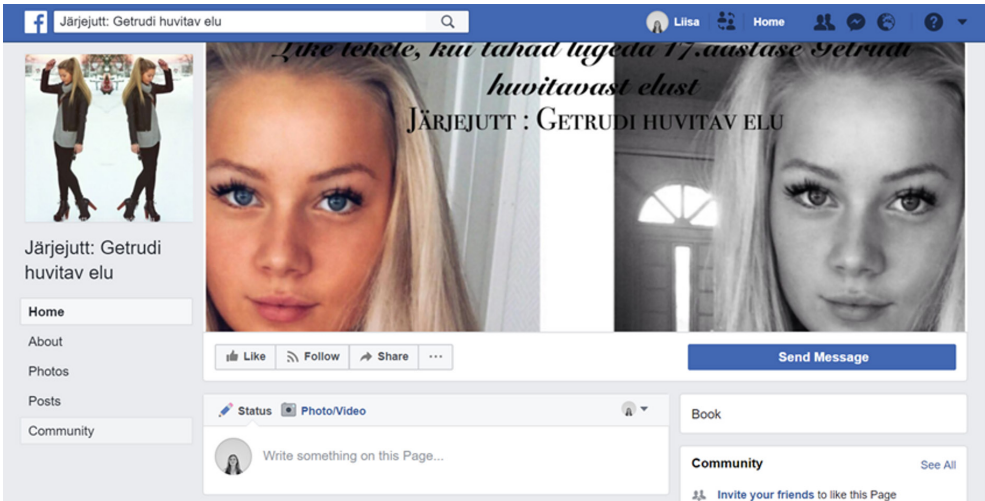 Järjejutt: Getrudi huvitav elu
Liisa
Home
Like lehele, kui tahad lugeda 17.aastase Getrudi
huvitavast elust
JÄRJEJUTT : GETRUDI HUVITAV ELU
Järjejutt: Getrudi
huvitav elu
Home
About
Photos
Posts
Community
Like
Follow
Share
Send Message
Status
Photo/Video
Write something on this Page...
Book
Community
See All
Invite your friends to like this Page